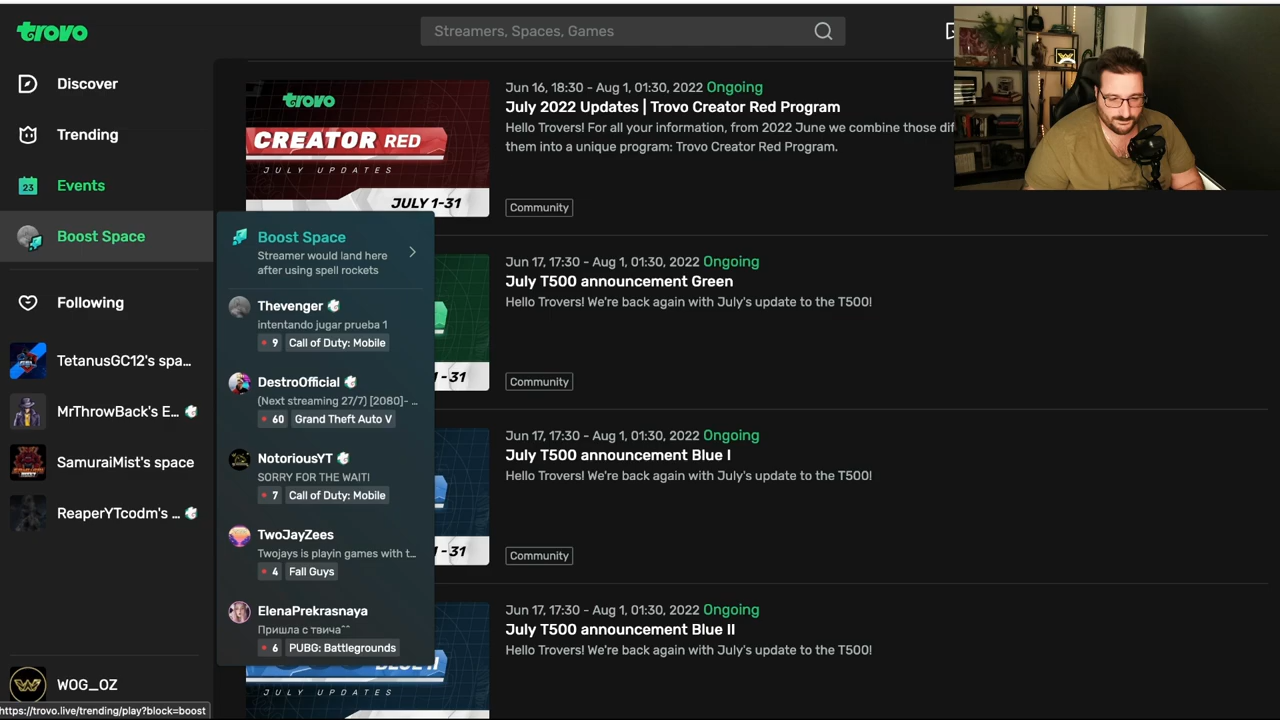 trovo
Streamers, Spaces, Games
Discover
Trending
23
Events
Boost Space
Following
TetanusGC12's spa...
MrThrowBack's E...
SamuraiMist's space
ReaperYTcodm's ...
WOG_OZ
https://trovo.live/trending/play?block=boost
Boost Space
Streamer would land here
after using spell rockets
Thevenger
intentando jugar prueba 1
9 Call of Duty: Mobile
DestroOfficial
(Next streaming 27/7) [2080]- ...
60 Grand Theft Auto V
NotoriousYT
SORRY FOR THE WAIT!
7 Call of Duty: Mobile
TwoJayZees
Twojays is playin games with t...
4 Fall Guys
ElenaPrekrasnaya
Пришла с твича^^
6 PUBG: Battlegrounds
trovo
CREATOR RED
JULY UPDATES
JULY 1-31
Jun 16, 18:30 - Aug 1, 01:30, 2022 Ongoing
July 2022 Updates | Trovo Creator Red Program
Hello Trovers! For all your information, from 2022 June we combine those dif
them into a unique program: Trovo Creator Red Program.
Community
1-31
Jun 17, 17:30 - Aug 1, 01:30, 2022 Ongoing
July T500 announcement Green
Hello Trovers! We're back again with July's update to the T500!
Community
1-31
Jun 17, 17:30 - Aug 1, 01:30, 2022 Ongoing
July T500 announcement Blue I
Hello Trovers! We're back again with July's update to the T500!
Community
BLUE II
JULY UPDATES
Jun 17, 17:30 - Aug 1, 01:30, 2022 Ongoing
July T500 announcement Blue II
Hello Trovers! We're back again with July's update to the T500!